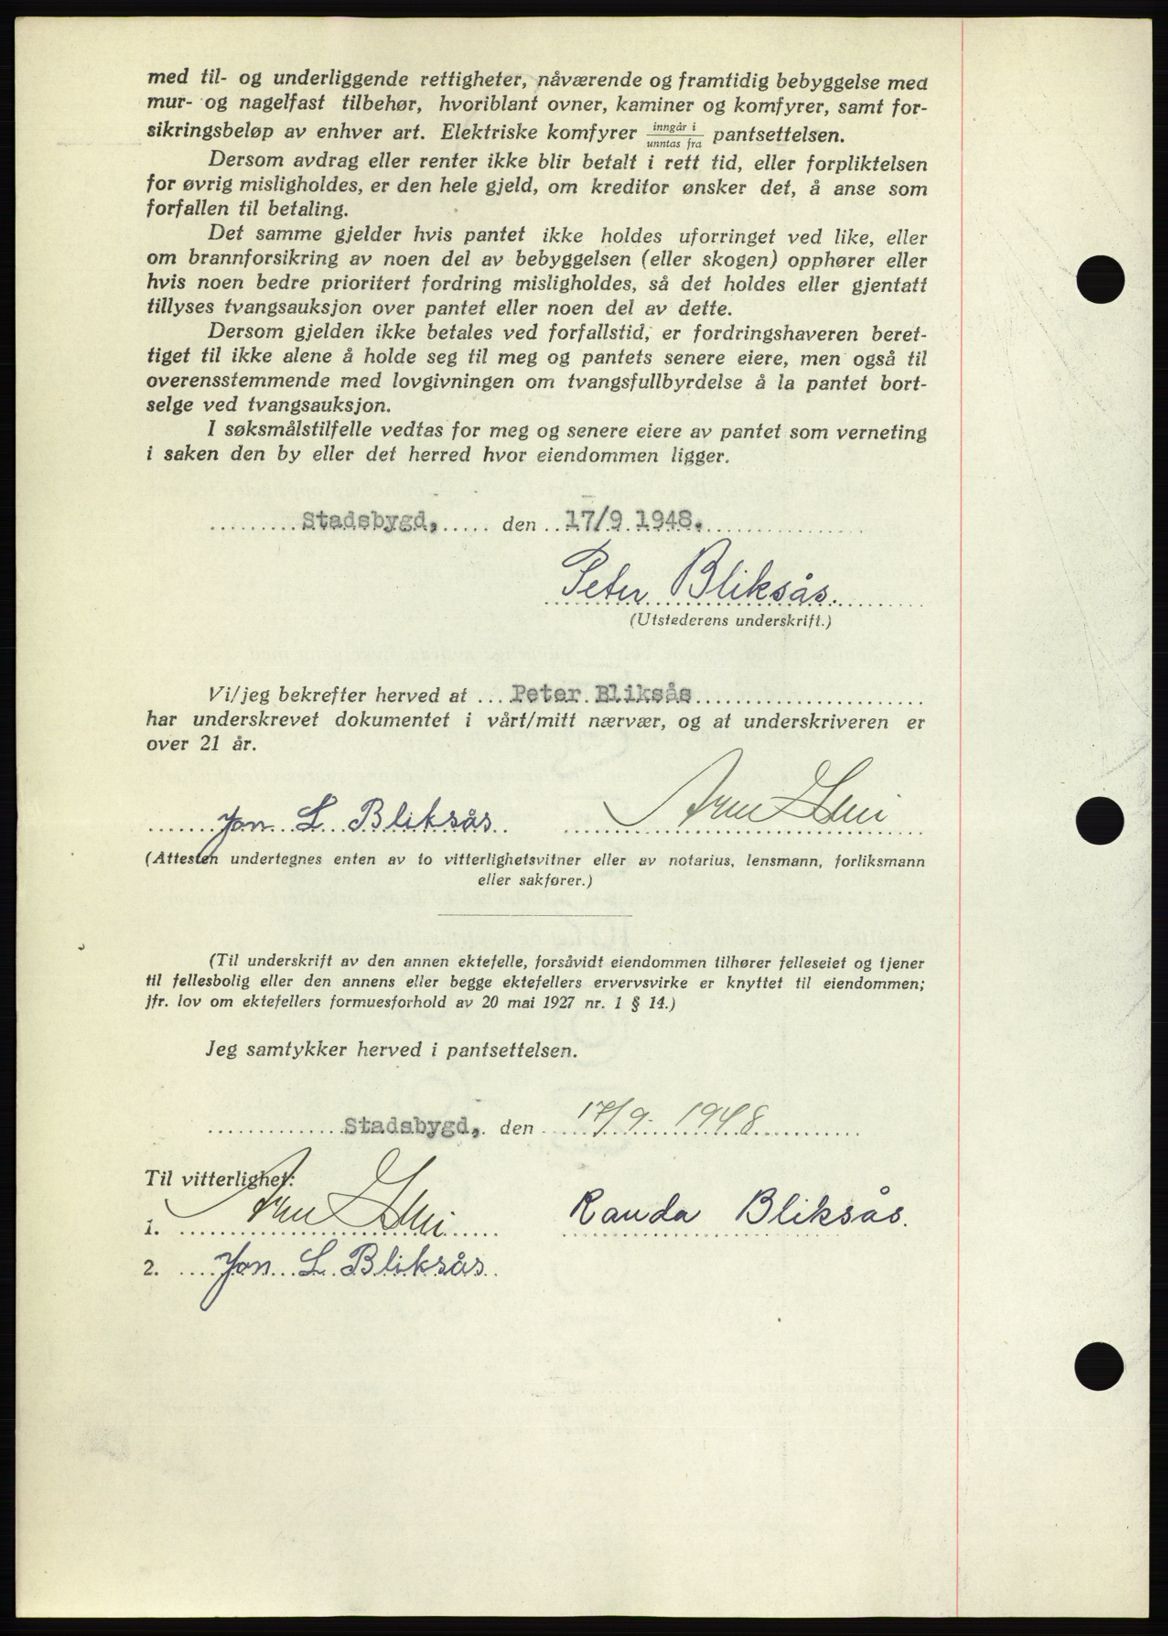 med til- og underliggende rettigheter, nåværende og framtidig bebyggelse med
mur- og nagelfast tilbehør, hvoriblant ovner, kaminer og komfyrer, samt for-
sikringsbeløp av enhver art. Elektriske komfyrer inngår i / unntas fra pantsettelsen.
Dersom avdrag eller renter ikke blir betalt i rett tid, eller forpliktelsen
for øvrig misligholdes, er den hele gjeld, om kreditor ønsker det, å anse som
forfallen til betaling.
Det samme gjelder hvis pantet ikke holdes uforringet ved like, eller
om brannforsikring av noen del av bebyggelsen (eller skogen) opphører eller
hvis noen bedre prioritert fordring misligholdes, så det holdes eller gjentatt
tillyses tvangsauksjon over pantet eller noen del av dette.
Dersom gjelden ikke betales ved forfallstid, er fordringshaveren beret-
tiget til ikke alene å holde seg til meg og pantets senere eiere, men også til
overensstemmende med lovgivningen om tvangsfullbyrdelse å la pantet bort-
selge ved tvangsauksjon.
I søksmålstilfelle vedtas for meg og senere eiere av pantet som verneting
i saken den by eller det herred hvor eiendommen ligger.
Stadsbygd, den 17/9 1948.
Peter Bliksås.
(Utstederens underskrift.)
Vi/jeg bekrefter herved at Peter Bliksås
har underskrevet dokumentet i vårt/mitt nærvær, og at underskriveren er
over 21 år.
Jon L Bliksås Arne
(Attesten undertegnes enten av to vitterlighetsvitner eller av notarius, lensmann, forliksmann
eller sakfører.)
(Til underskrift av den annen ektefelle, forsåvidt eiendommen tilhører felleseiet og tjener
til fellesbolig eller den annens eller begge ektefellers ervervsvirke er knyttet til eiendommen;
jfr. lov om ektefellers formuesforhold av 20 mai 1927 nr. 1 § 14.)
Jeg samtykker herved i pantsettelsen.
Stadsbygd, den 17/9 1948
Til vitterlighet:
1. Arne Randa Bliksås.
2. Jon L Bliksås.